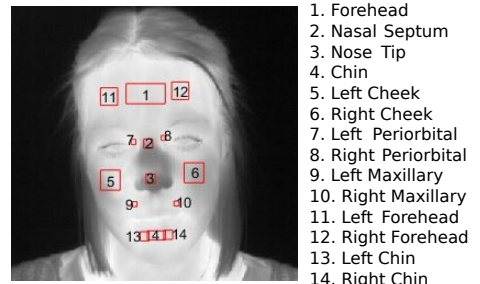 1. Forehead
2. Nasal Septum
3. Nose Tip
4. Chin
5. Left Cheek
6. Right Cheek
7. Left Periorbital
8. Right Periorbital
9. Left Maxillary
10. Right Maxillary
11. Left Forehead
12. Right Forehead
13. Left Chin
14. Right Chin
11 1 12
7 2 8
5 3 6
9 10
13 4 14